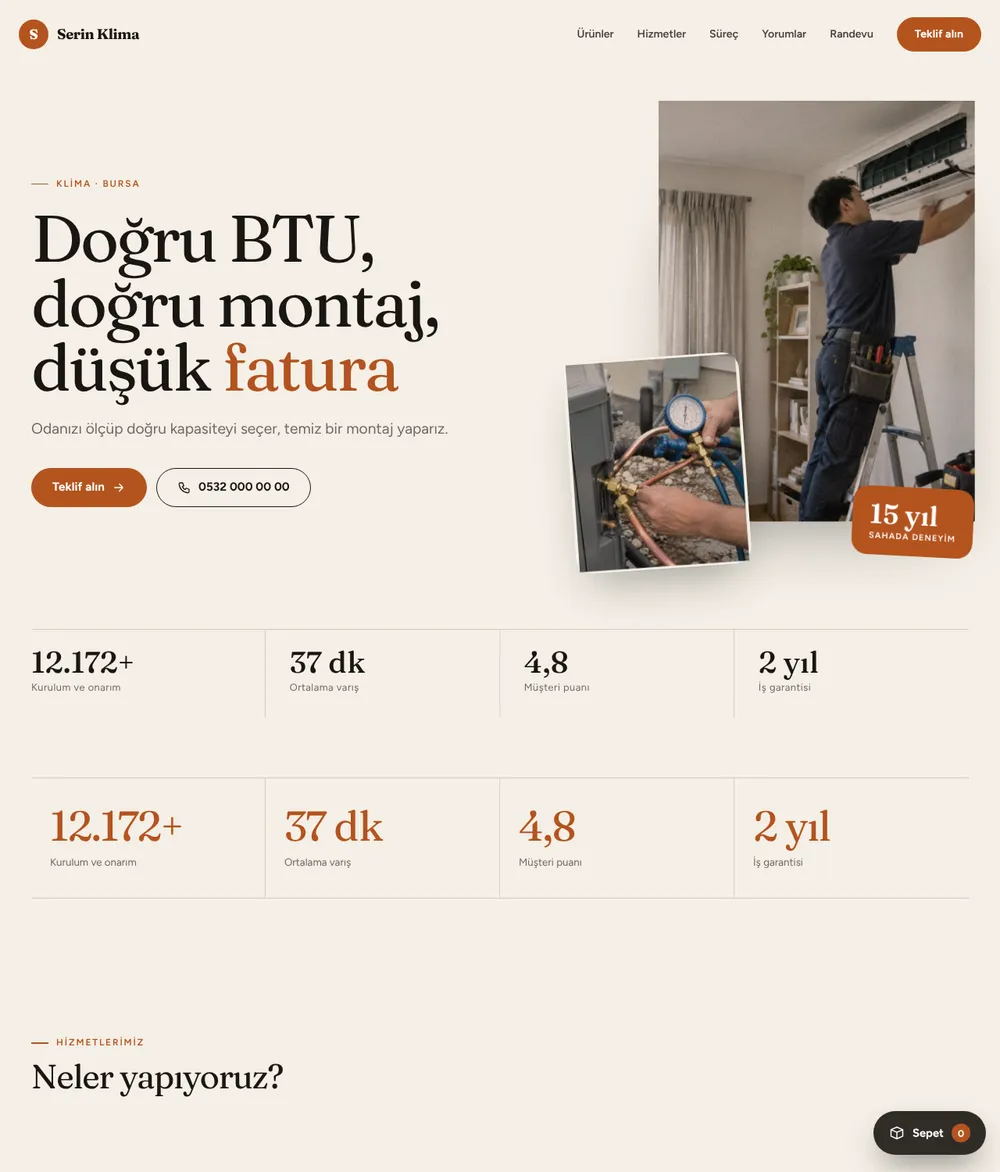 S
Serin Klima
Ürünler
Hizmetler
Süreç
Yorumlar
Randevu
Teklif alın
KLİMA · BURSA
Doğru BTU,
doğru montaj,
düşük fatura
Odanızı ölçüp doğru kapasiteyi seçer, temiz bir montaj yaparız.
Teklif alın →
0532 000 00 00
15 yıl
SAHADA DENEYİM
12.172+
Kurulum ve onarım
37 dk
Ortalama varış
4,8
Müşteri puanı
2 yıl
İş garantisi
12.172+
Kurulum ve onarım
37 dk
Ortalama varış
4,8
Müşteri puanı
2 yıl
İş garantisi
HİZMETLERİMİZ
Neler yapıyoruz?
Sepet 0